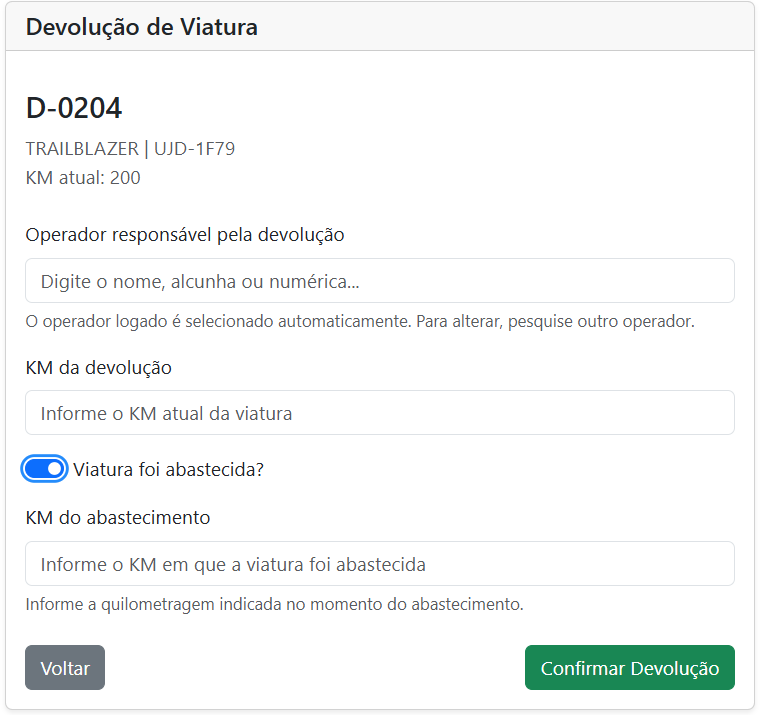 Devolução de Viatura
D-0204
TRAILBLAZER | UJD-1F79
KM atual: 200
Operador responsável pela devolução
Digite o nome, alcunha ou numérica...
O operador logado é selecionado automaticamente. Para alterar, pesquise outro operador.
KM da devolução
Informe o KM atual da viatura
Viatura foi abastecida?
KM do abastecimento
Informe o KM em que a viatura foi abastecida
Informe a quilometragem indicada no momento do abastecimento.
Voltar
Confirmar Devolução